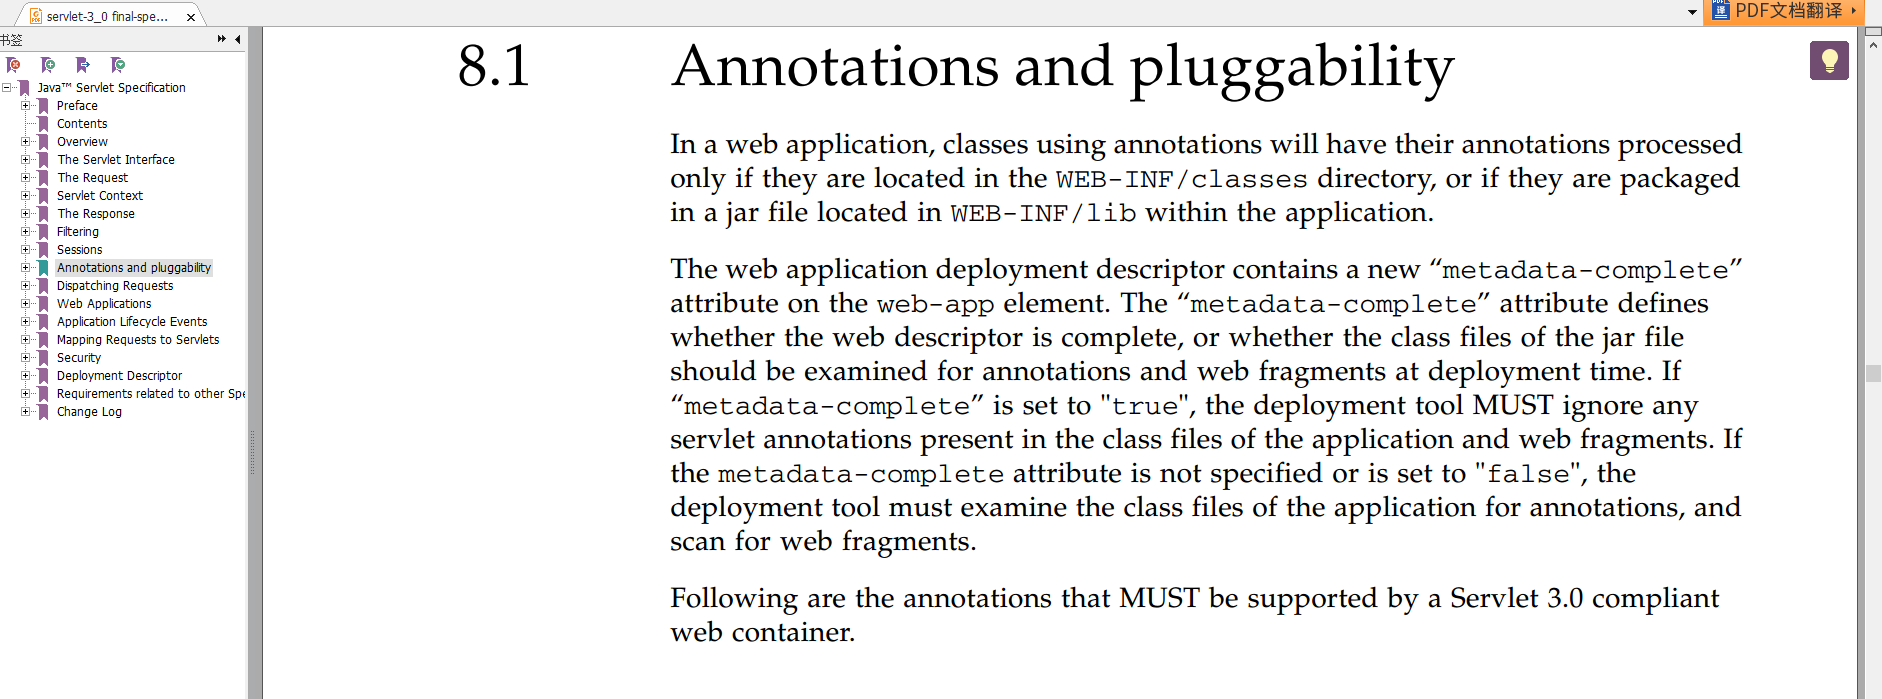 servlet-3_0 final-spe...
PDF文档翻译
书签
Java™ Servlet Specification
Preface
Contents
Overview
The Servlet Interface
The Request
Servlet Context
The Response
Filtering
Sessions
Annotations and pluggability
Dispatching Requests
Web Applications
Application Lifecycle Events
Mapping Requests to Servlets
Security
Deployment Descriptor
Requirements related to other Spe
Change Log
8.1 Annotations and pluggability
In a web application, classes using annotations will have their annotations processed
only if they are located in the WEB-INF/classes directory, or if they are packaged
in a jar file located in WEB-INF/lib within the application.
The web application deployment descriptor contains a new “metadata-complete”
attribute on the web-app element. The “metadata-complete” attribute defines
whether the web descriptor is complete, or whether the class files of the jar file
should be examined for annotations and web fragments at deployment time. If
“metadata-complete” is set to "true", the deployment tool MUST ignore any
servlet annotations present in the class files of the application and web fragments. If
the metadata-complete attribute is not specified or is set to "false", the
deployment tool must examine the class files of the application for annotations, and
scan for web fragments.
Following are the annotations that MUST be supported by a Servlet 3.0 compliant
web container.